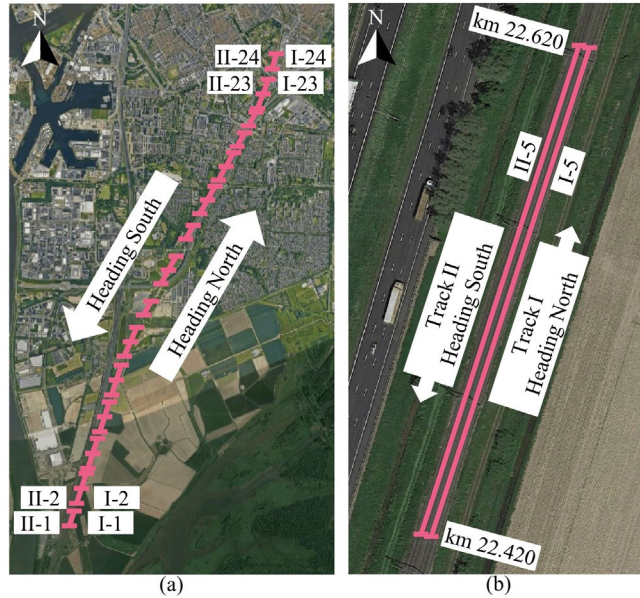 N
II-24 I-24
II-23 I-23
Heading South
Heading North
II-2 I-2
II-1 I-1
(a)
N
km 22.620
II-5
I-5
Track II
Heading South
Track I
Heading North
km 22.420
(b)